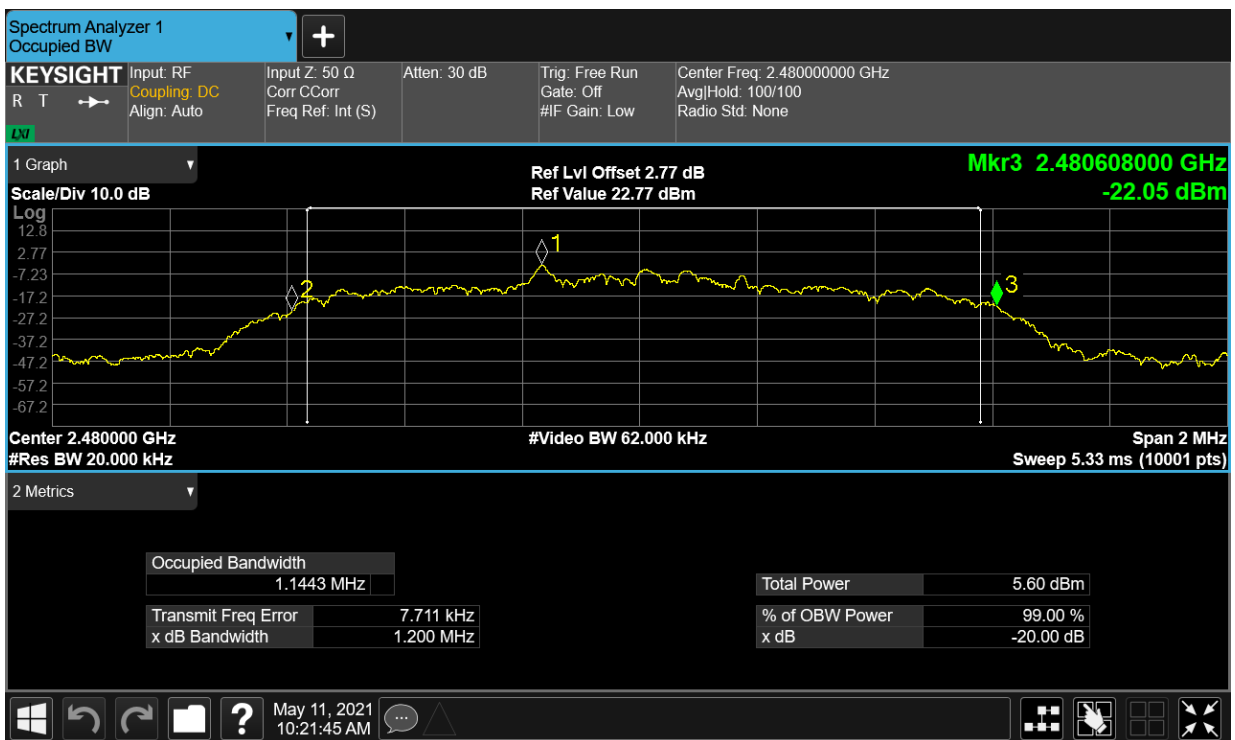 Spectrum Analyzer 1
Occupied BW
KEYSIGHT
R T
LXI
Input: RF
Coupling: DC
Align: Auto
Input Z: 50 Ω
Corr CCorr
Freq Ref: Int (S)
Atten: 30 dB
Trig: Free Run
Gate: Off
#IF Gain: Low
Center Freq: 2.480000000 GHz
Avg|Hold: 100/100
Radio Std: None
1 Graph
Scale/Div 10.0 dB
Ref Lvl Offset 2.77 dB
Ref Value 22.77 dBm
Mkr3 2.480608000 GHz
-22.05 dBm
Log
12.8
2.77
-7.23
-17.2
-27.2
-37.2
-47.2
-57.2
-67.2
1
2
3
Center 2.480000 GHz
#Res BW 20.000 kHz
#Video BW 62.000 kHz
Span 2 MHz
Sweep 5.33 ms (10001 pts)
2 Metrics
Occupied Bandwidth
1.1443 MHz
Transmit Freq Error 7.711 kHz
x dB Bandwidth 1.200 MHz
Total Power 5.60 dBm
% of OBW Power 99.00 %
x dB -20.00 dB
?
May 11, 2021
10:21:45 AM